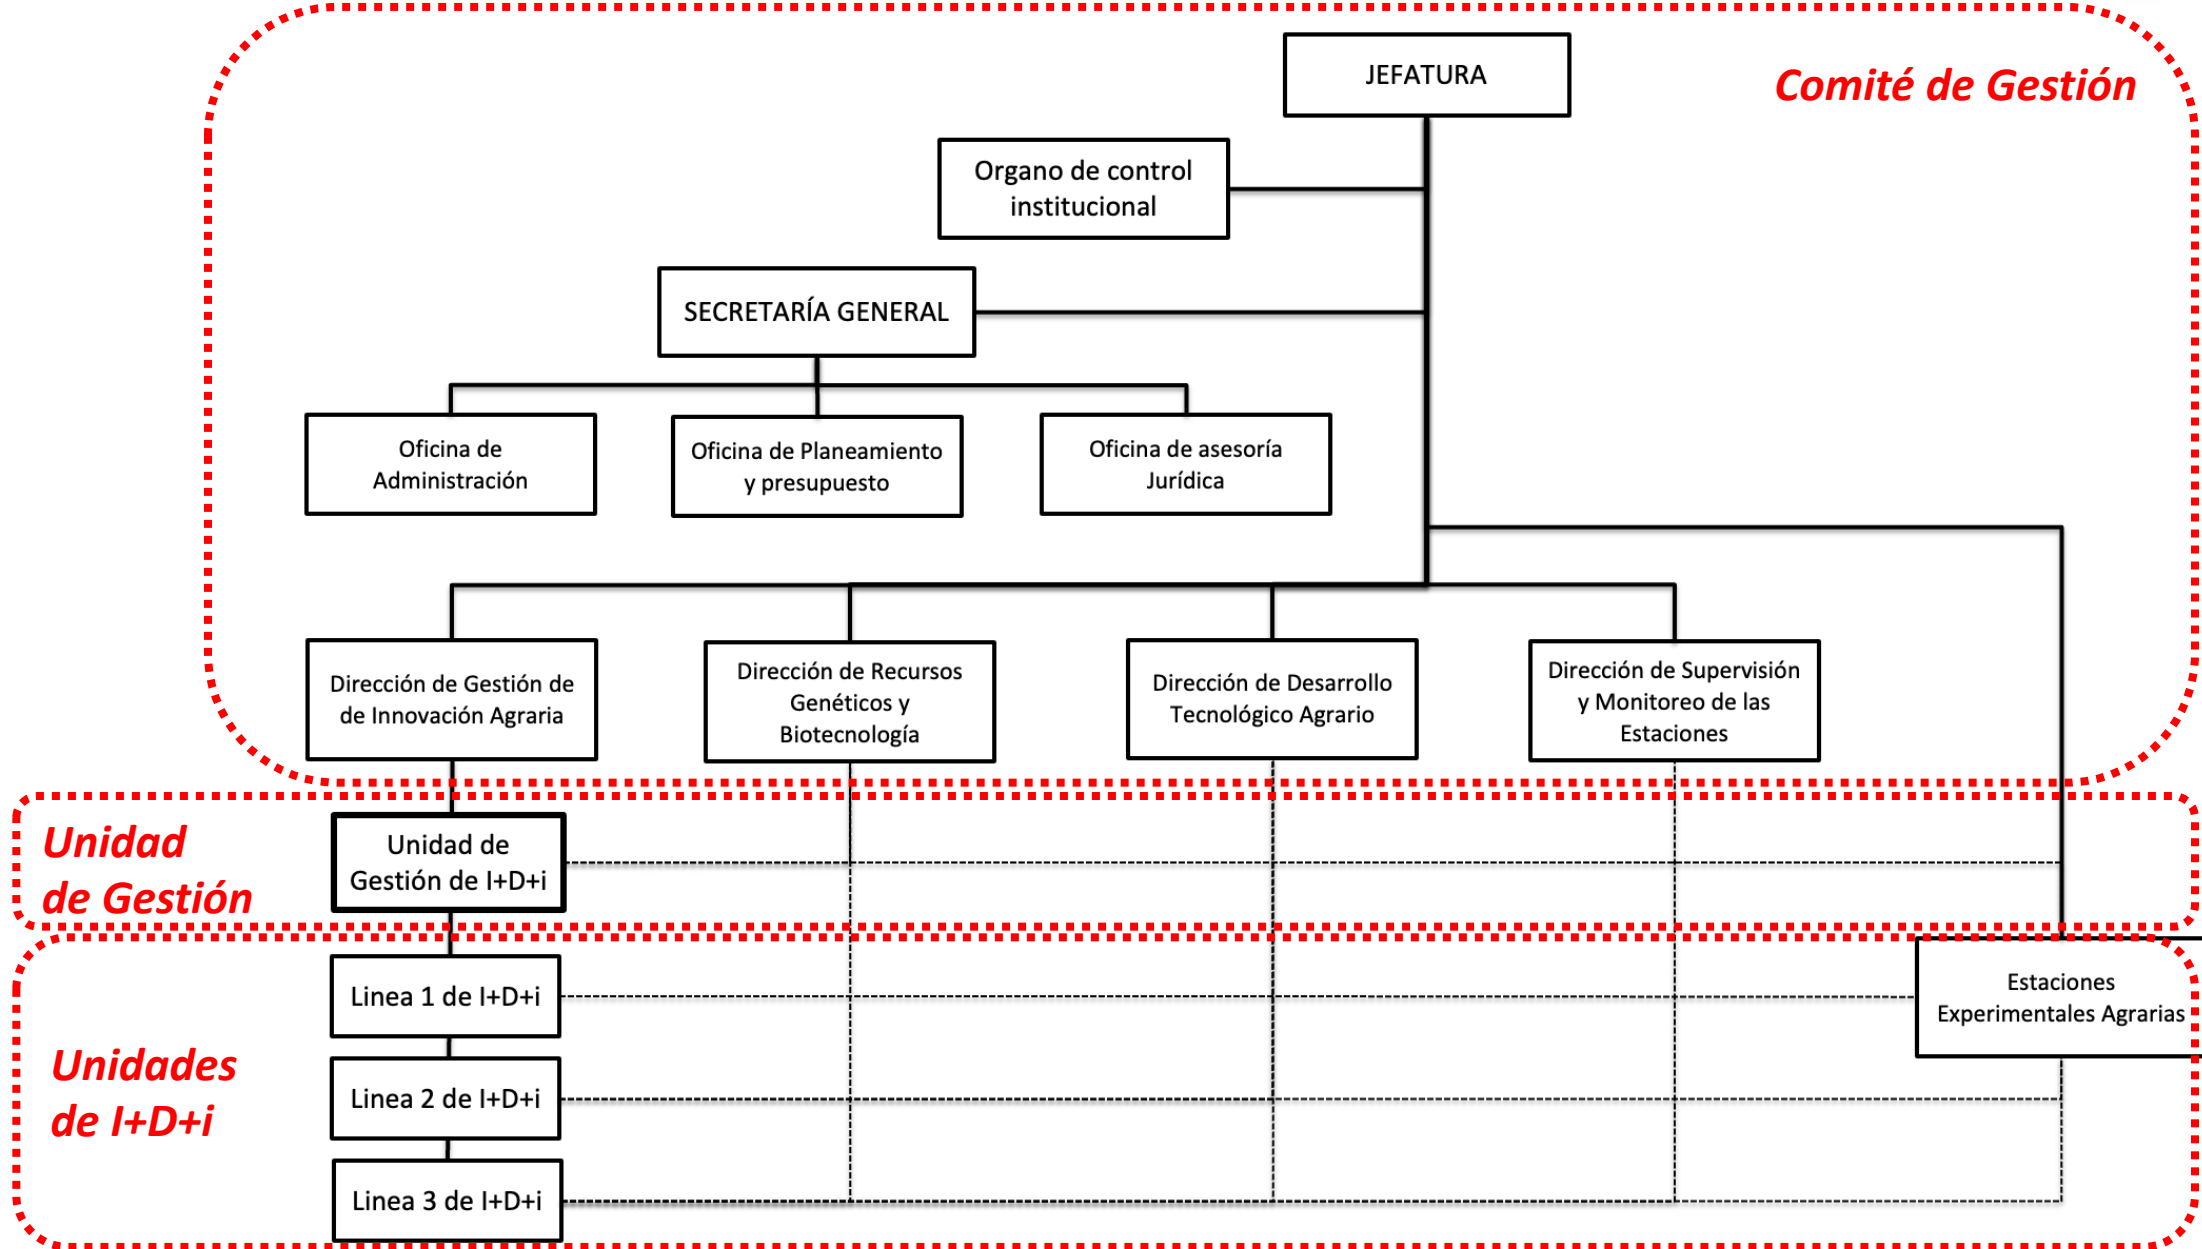 JEFATURA
Comité de Gestión
Organo de control
institucional
SECRETARÍA GENERAL
Oficina de
Administración
Oficina de Planeamiento
y presupuesto
Oficina de asesoría
Jurídica
Dirección de Gestión de
de Innovación Agraria
Dirección de Recursos
Genéticos y
Biotecnología
Dirección de Desarrollo
Tecnológico Agrario
Dirección de Supervisión
y Monitoreo de las
Estaciones
Unidad
de Gestión
Unidad de
Gestión de I+D+i
Unidades
de I+D+i
Linea 1 de I+D+i
Linea 2 de I+D+i
Linea 3 de I+D+i
Estaciones
Experimentales Agrarias